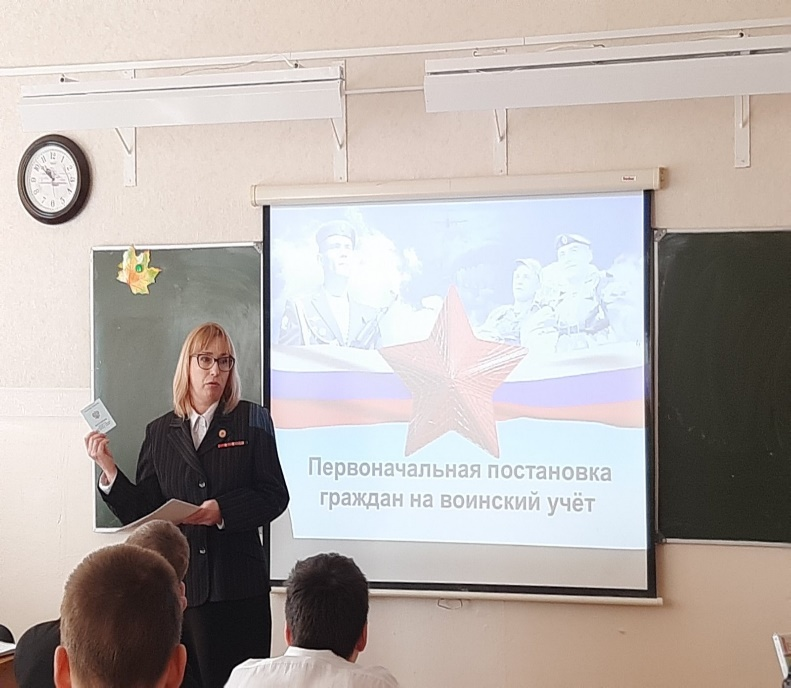 Первоначальная постановка
граждан на воинский учёт